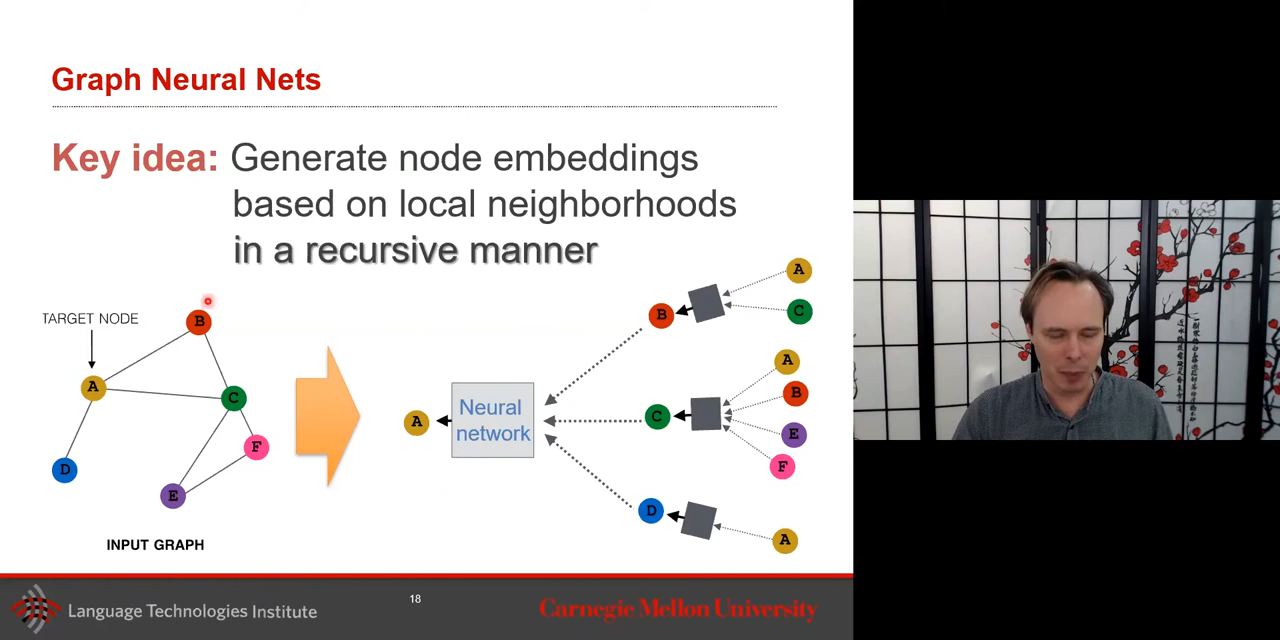 Graph Neural Nets
Key idea: Generate node embeddings
based on local neighborhoods
in a recursive manner
TARGET NODE
B
A
C
F
D
E
INPUT GRAPH
A
Neural
network
B
A
C
C
A
B
E
F
D
A
Language Technologies Institute
18
Carnegie Mellon University